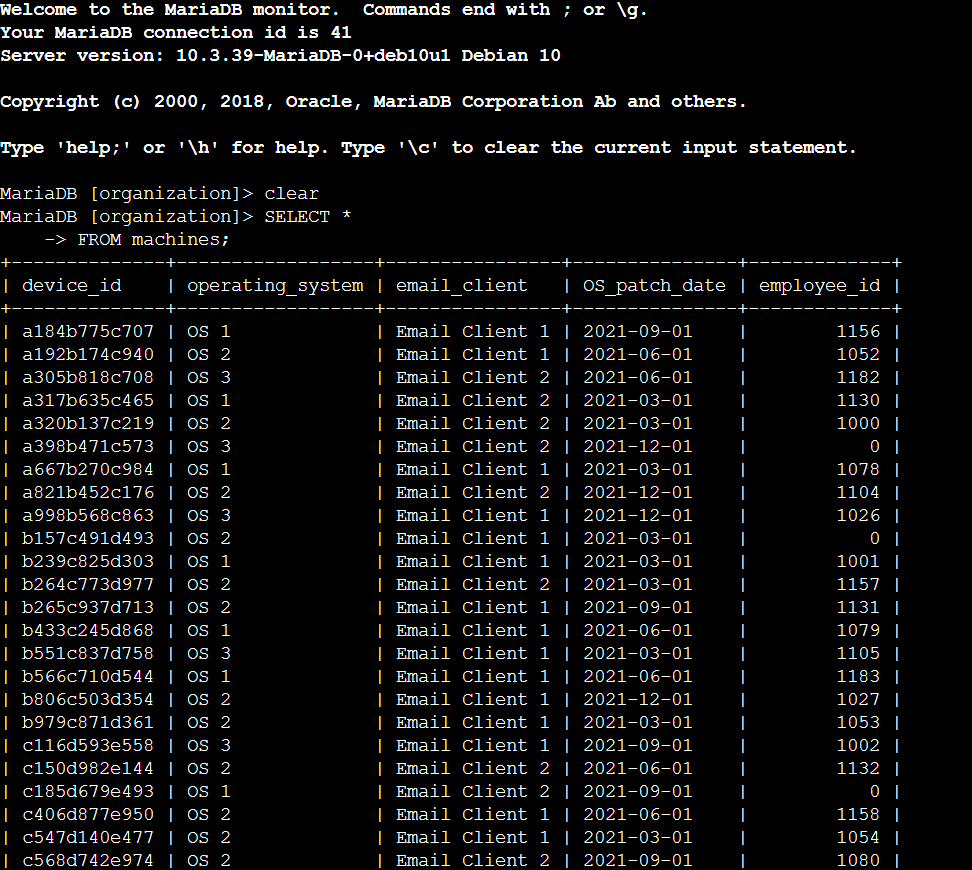 Welcome to the MariaDB monitor.  Commands end with ; or \g.
Your MariaDB connection id is 41
Server version: 10.3.39-MariaDB-0+deb10u1 Debian 10
Copyright (c) 2000, 2018, Oracle, MariaDB Corporation Ab and others.
Type 'help;' or '\h' for help. Type '\c' to clear the current input statement.
MariaDB [organization]> clear
MariaDB [organization]> SELECT *
    -> FROM machines;
+--------------+------------------+----------------+---------------+-------------+
| device_id    | operating_system | email_client   | OS_patch_date | employee_id |
+--------------+------------------+----------------+---------------+-------------+
| a184b775c707 | OS 1             | Email Client 1 | 2021-09-01    |        1156 |
| a192b174c940 | OS 2             | Email Client 1 | 2021-06-01    |        1052 |
| a305b818c708 | OS 3             | Email Client 2 | 2021-06-01    |        1182 |
| a317b635c465 | OS 1             | Email Client 2 | 2021-03-01    |        1130 |
| a320b137c219 | OS 2             | Email Client 2 | 2021-03-01    |        1000 |
| a398b471c573 | OS 3             | Email Client 2 | 2021-12-01    |           0 |
| a667b270c984 | OS 1             | Email Client 1 | 2021-03-01    |        1078 |
| a821b452c176 | OS 2             | Email Client 2 | 2021-12-01    |        1104 |
| a998b568c863 | OS 3             | Email Client 1 | 2021-12-01    |        1026 |
| b157c491d493 | OS 2             | Email Client 1 | 2021-03-01    |           0 |
| b239c825d303 | OS 1             | Email Client 1 | 2021-03-01    |        1001 |
| b264c773d977 | OS 2             | Email Client 2 | 2021-03-01    |        1157 |
| b265c937d713 | OS 2             | Email Client 1 | 2021-09-01    |        1131 |
| b433c245d868 | OS 1             | Email Client 1 | 2021-06-01    |        1079 |
| b551c837d758 | OS 3             | Email Client 1 | 2021-03-01    |        1105 |
| b566c710d544 | OS 1             | Email Client 1 | 2021-06-01    |        1183 |
| b806c503d354 | OS 2             | Email Client 1 | 2021-12-01    |        1027 |
| b979c871d361 | OS 2             | Email Client 1 | 2021-03-01    |        1053 |
| c116d593e558 | OS 3             | Email Client 1 | 2021-09-01    |        1002 |
| c150d982e144 | OS 2             | Email Client 2 | 2021-06-01    |        1132 |
| c185d679e493 | OS 1             | Email Client 2 | 2021-09-01    |           0 |
| c406d877e950 | OS 2             | Email Client 1 | 2021-06-01    |        1158 |
| c547d140e477 | OS 2             | Email Client 1 | 2021-03-01    |        1054 |
| c568d742e974 | OS 2             | Email Client 2 | 2021-09-01    |        1080 |